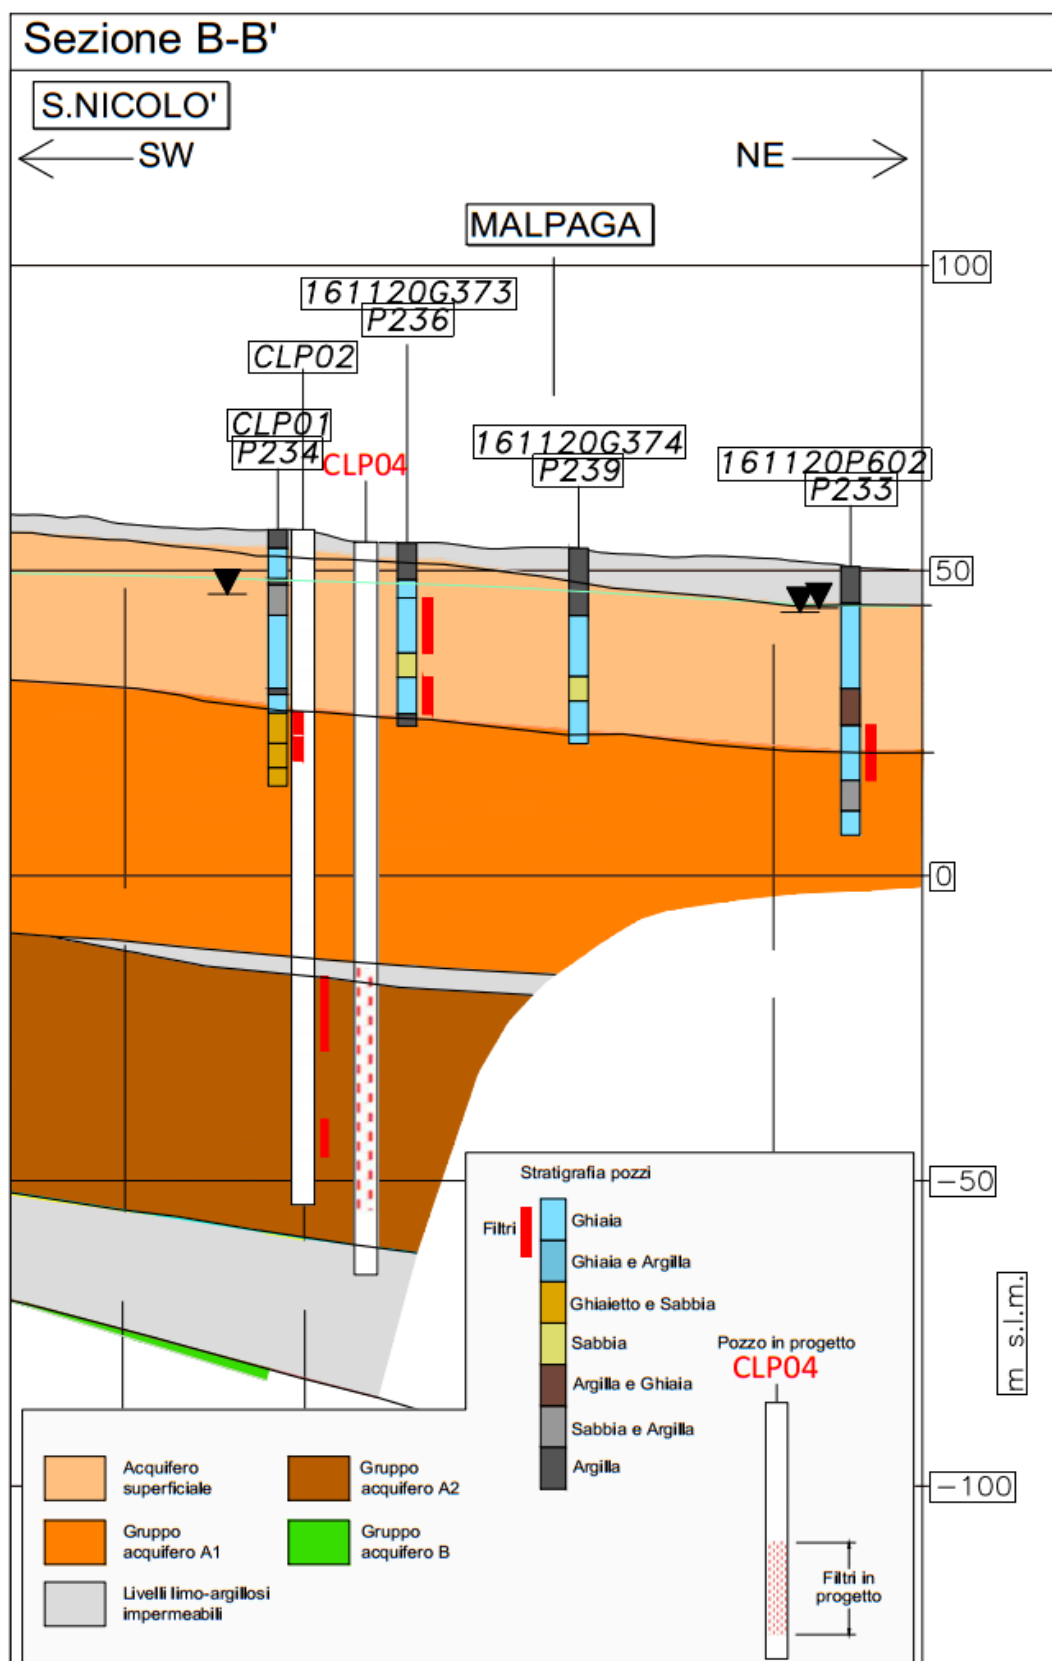 Sezione B-B'
S.NICOLO'
SW
NE
MALPAGA
100
161120G373
P236
CLP02
CLP01
P234
CLP04
161120G374
P239
161120P602
P233
50
0
-50
m s.l.m.
-100
Stratigrafia pozzi
Filtri
Ghiaia
Ghiaia e Argilla
Ghiaietto e Sabbia
Sabbia
Argilla e Ghiaia
Sabbia e Argilla
Argilla
Pozzo in progetto
CLP04
Filtri in
progetto
Acquifero
superficiale
Gruppo
acquifero A1
Livelli limo-argillosi
impermeabili
Gruppo
acquifero A2
Gruppo
acquifero B